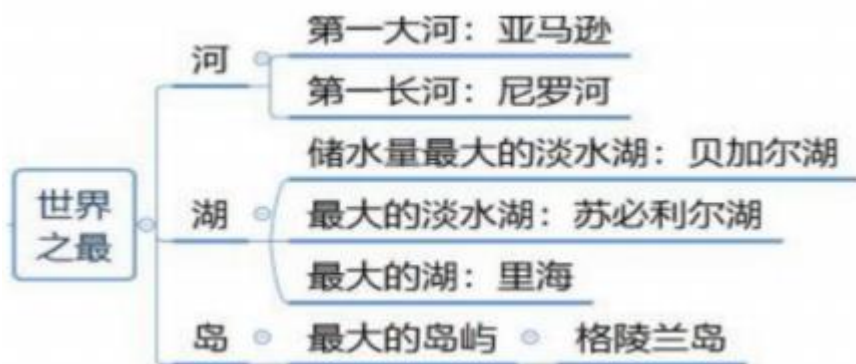 世界
之最
河
第一大河：亚马逊
第一长河：尼罗河
湖
储水量最大的淡水湖：贝加尔湖
最大的淡水湖：苏必利尔湖
最大的湖：里海
岛
最大的岛屿
格陵兰岛